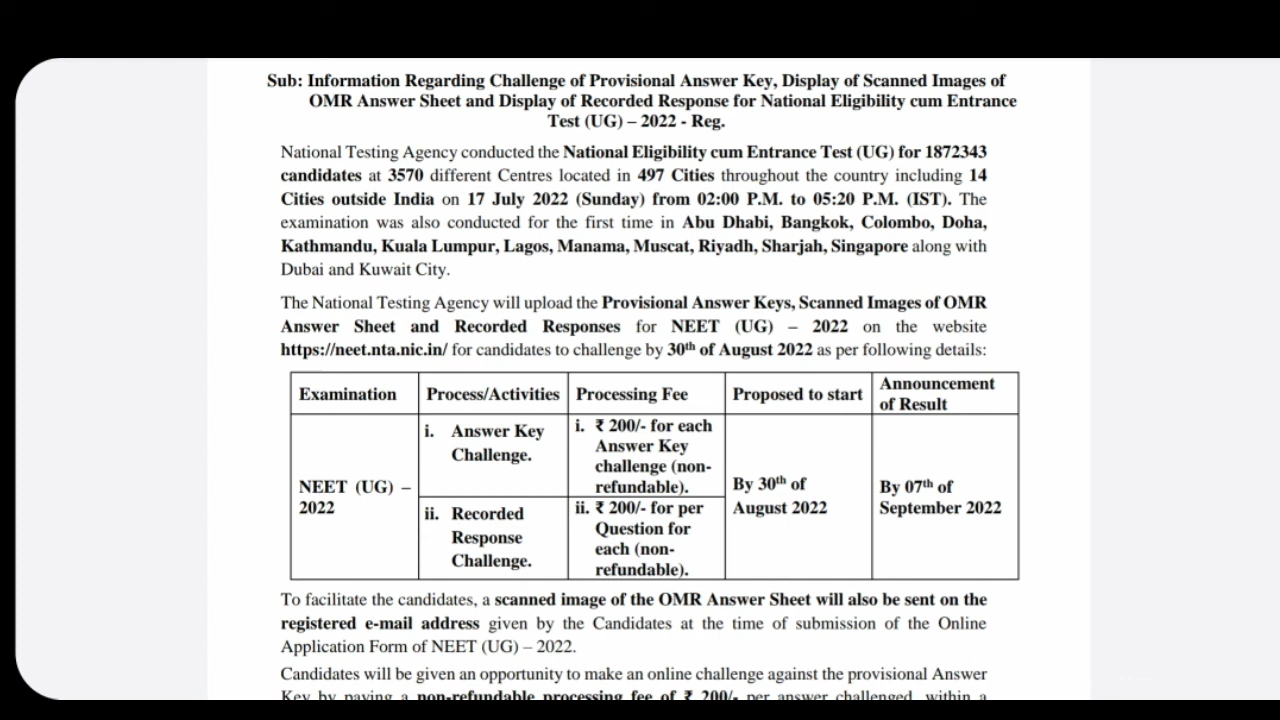 Sub: Information Regarding Challenge of Provisional Answer Key, Display of Scanned Images of
OMR Answer Sheet and Display of Recorded Response for National Eligibility cum Entrance
Test (UG) – 2022 - Reg.
National Testing Agency conducted the National Eligibility cum Entrance Test (UG) for 1872343
candidates at 3570 different Centres located in 497 Cities throughout the country including 14
Cities outside India on 17 July 2022 (Sunday) from 02:00 P.M. to 05:20 P.M. (IST). The
examination was also conducted for the first time in Abu Dhabi, Bangkok, Colombo, Doha,
Kathmandu, Kuala Lumpur, Lagos, Manama, Muscat, Riyadh, Sharjah, Singapore along with
Dubai and Kuwait City.
The National Testing Agency will upload the Provisional Answer Keys, Scanned Images of OMR
Answer Sheet and Recorded Responses for NEET (UG) – 2022 on the website
https://neet.nta.nic.in/ for candidates to challenge by 30th of August 2022 as per following details:
Examination
Process/Activities
Processing Fee
Proposed to start
Announcement
of Result
NEET (UG) –
2022
i. Answer Key
Challenge.
i. ₹ 200/- for each
Answer Key
challenge (non-
refundable).
ii. Recorded
Response
Challenge.
ii. ₹ 200/- for per
Question for
each (non-
refundable).
By 30th of
August 2022
By 07th of
September 2022
To facilitate the candidates, a scanned image of the OMR Answer Sheet will also be sent on the
registered e-mail address given by the Candidates at the time of submission of the Online
Application Form of NEET (UG) – 2022.
Candidates will be given an opportunity to make an online challenge against the provisional Answer
Key by paying a non-refundable processing fee of ₹ 200/- per answer challenged, within a